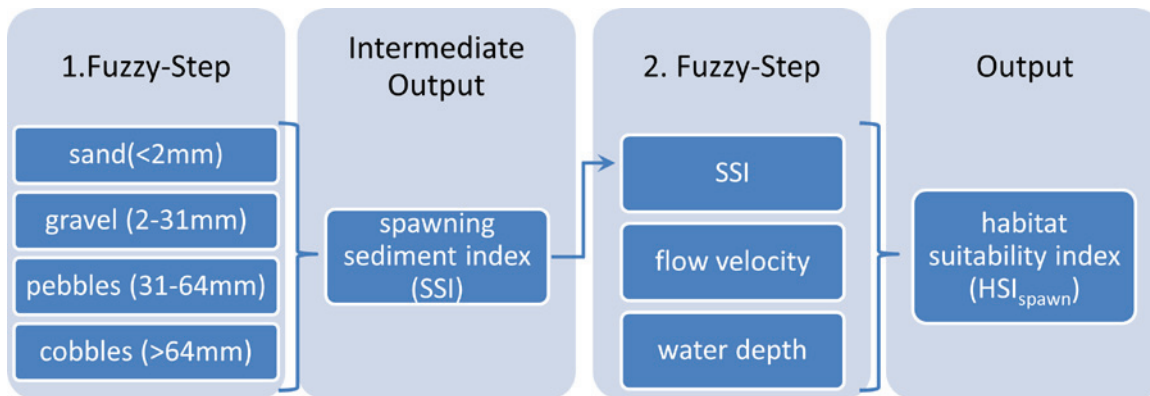 1.Fuzzy-Step
sand(<2mm)
gravel (2-31mm)
pebbles (31-64mm)
cobbles (>64mm)
Intermediate
Output
spawning
sediment index
(SSI)
2. Fuzzy-Step
SSI
flow velocity
water depth
Output
habitat
suitability index
(HSIspawn)